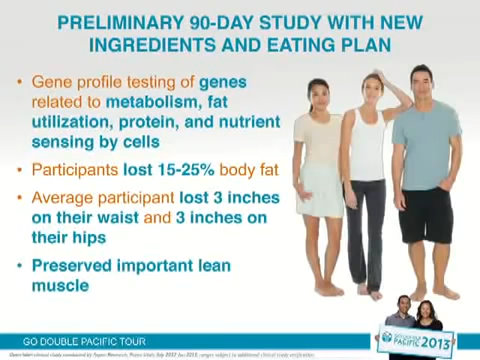 PRELIMINARY 90-DAY STUDY WITH NEW
INGREDIENTS AND EATING PLAN
• Gene profile testing of genes
related to metabolism, fat
utilization, protein, and nutrient
sensing by cells
• Participants lost 15-25% body fat
• Average participant lost 3 inches
on their waist and 3 inches on
their hips
• Preserved important lean
muscle
GO DOUBLE PACIFIC TOUR
PACIFIC 2013